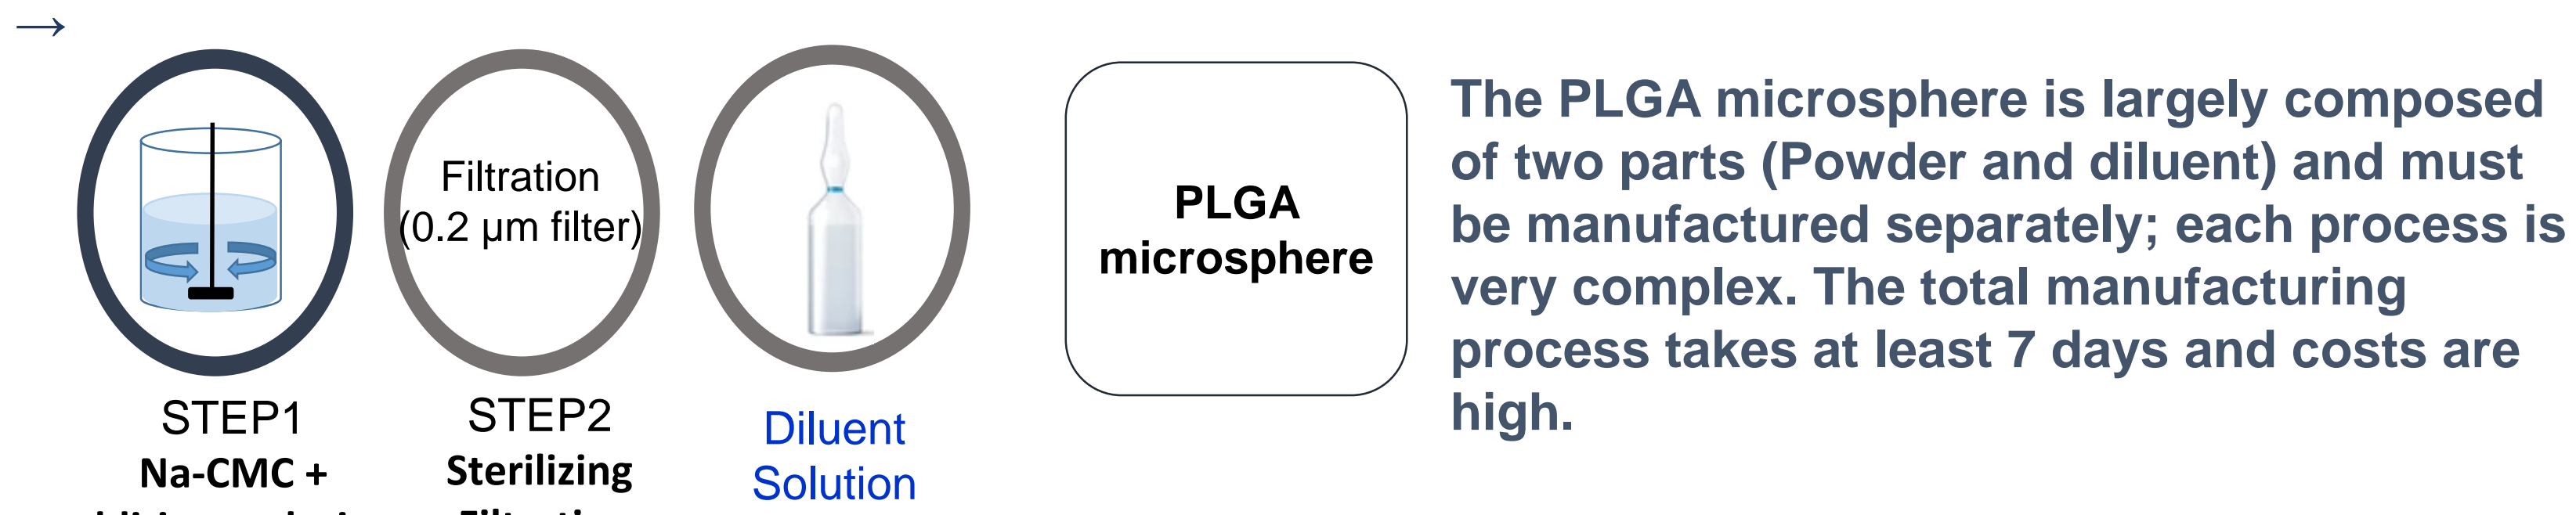 →
Filtration
(0.2 µm filter)
STEP1
Na-CMC +
STEP2
Sterilizing
Filtration
Diluent
Solution
PLGA
microsphere
The PLGA microsphere is largely composed
of two parts (Powder and diluent) and must
be manufactured separately; each process is
very complex. The total manufacturing
process takes at least 7 days and costs are
high.